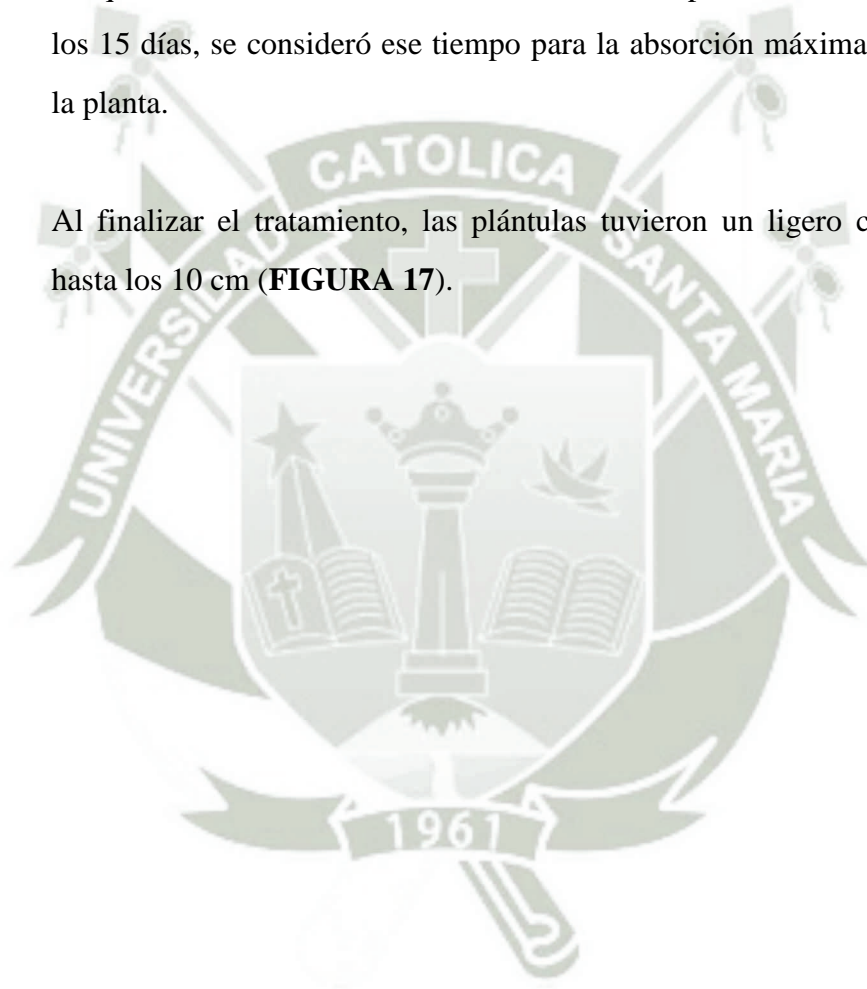 los 15 días, se consideró ese tiempo para la absorción máxima
la planta.
Al finalizar el tratamiento, las plántulas tuvieron un ligero
hasta los 10 cm (FIGURA 17).
UNIVERSIDAD CATOLICA SANTA MARIA
1961